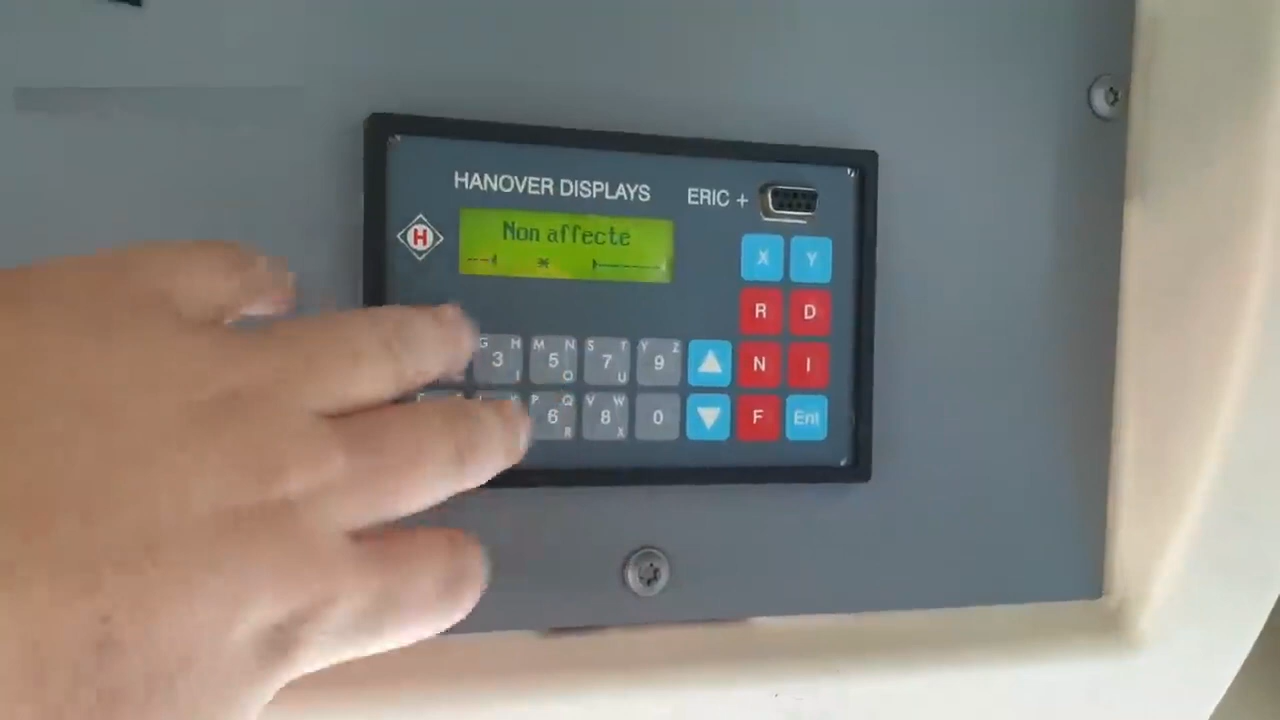 HANOVER DISPLAYS ERIC +
H
Non affecte
X Y
R D
G H I 3 M N O 5 S T U 7 Y Z 9 N I
P Q R 6 V W X 8 0 F Ent